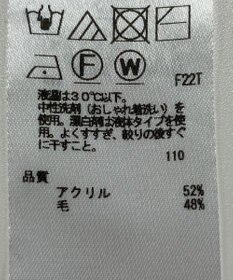 F
W
F22T
液温は30℃以下。
中性洗剤(おしゃれ着洗い)を
使用。漂白剤は液体タイプを使
用。よくすすぎ、絞りの後すぐ
に干すこと。
110
品質
アクリル 52%
毛 48%